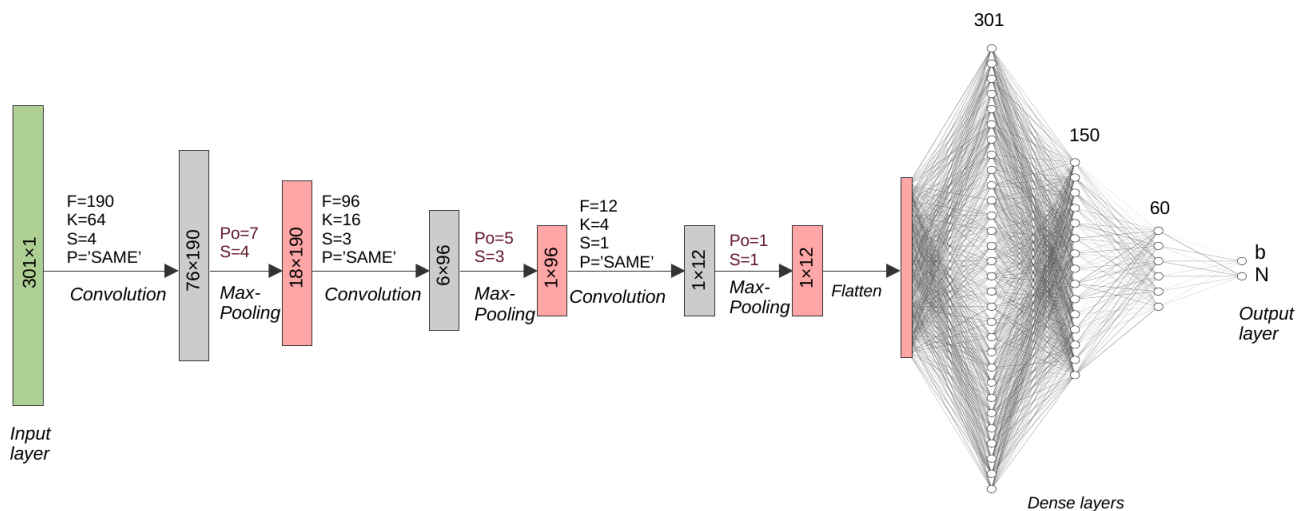 301×1
Input
layer
F=190
K=64
S=4
P='SAME'
Convolution
76×190
Po=7
S=4
Max-
Pooling
18×190
F=96
K=16
S=3
P='SAME'
Convolution
6×96
Po=5
S=3
Max-
Pooling
1×96
F=12
K=4
S=1
P='SAME'
Convolution
1×12
Po=1
S=1
Max-
Pooling
1×12
Flatten
301
150
60
Dense layers
b
N
Output
layer